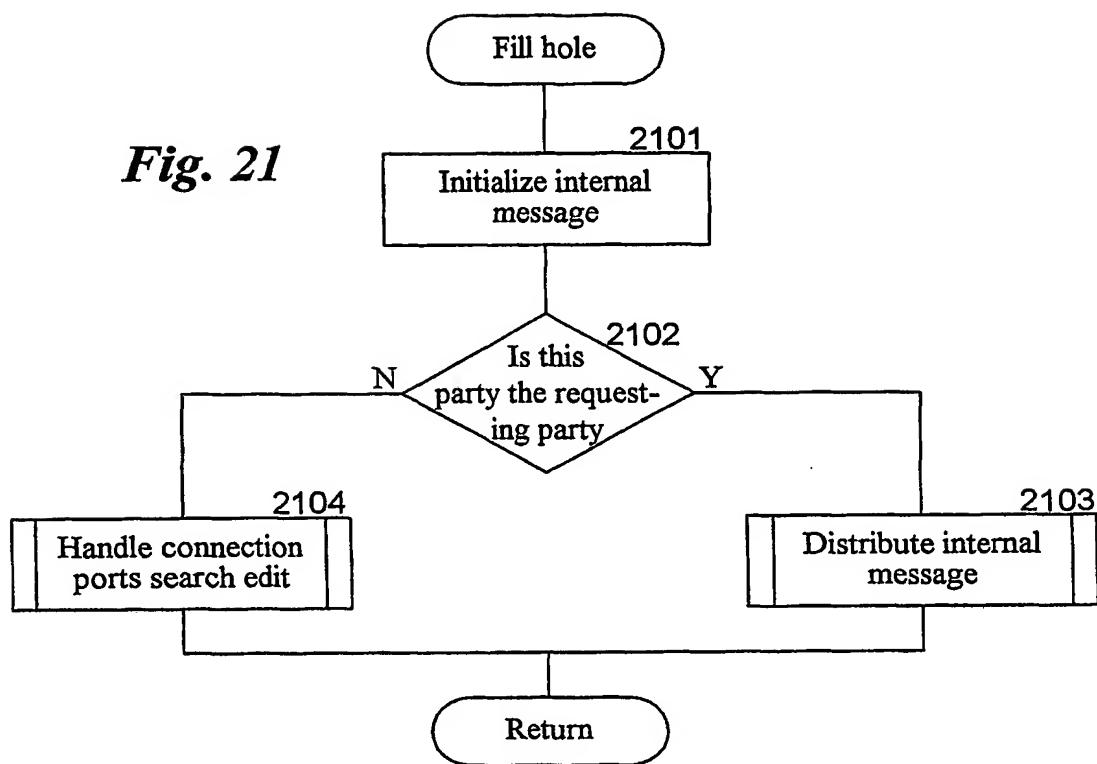 Fill hole
Fig. 21
2101
Initialize internal
message
2102
Is this
party the request-
ing party
N
Y
2104
Handle connection
ports search edit
2103
Distribute internal
message
Return